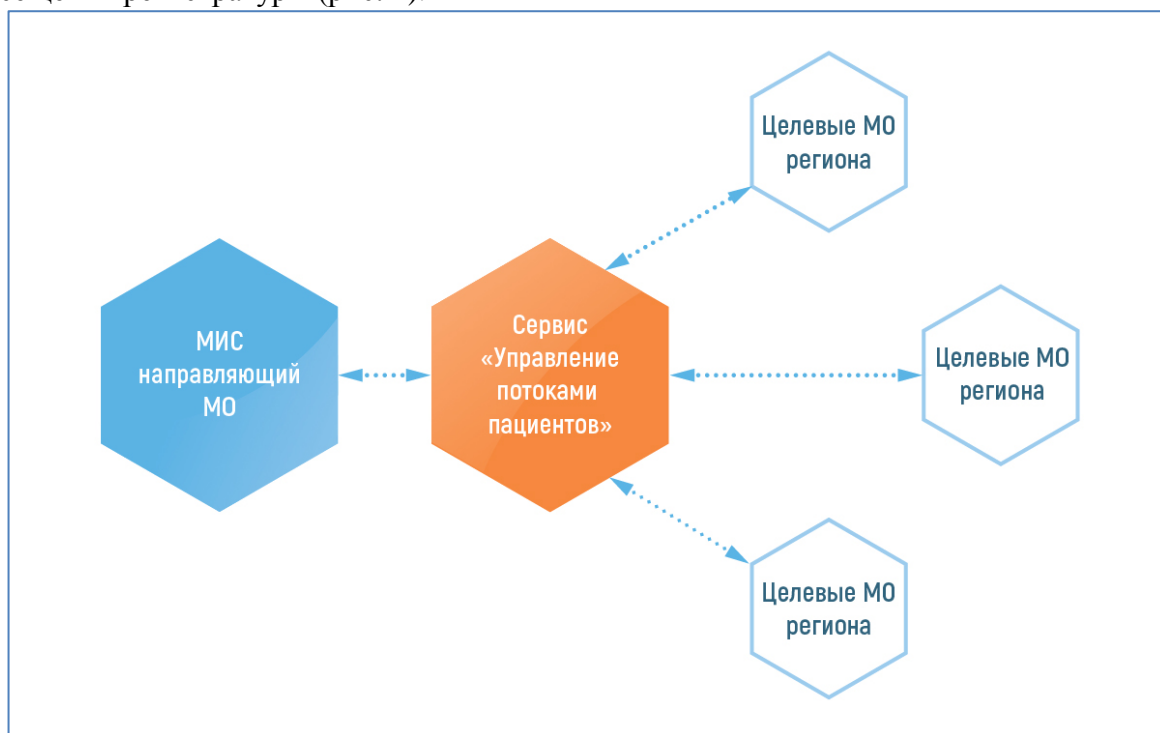 МИС
направляющий
МО
Сервис
«Управление
потоками
пациентов»
Целевые МО
региона
Целевые МО
региона
Целевые МО
региона